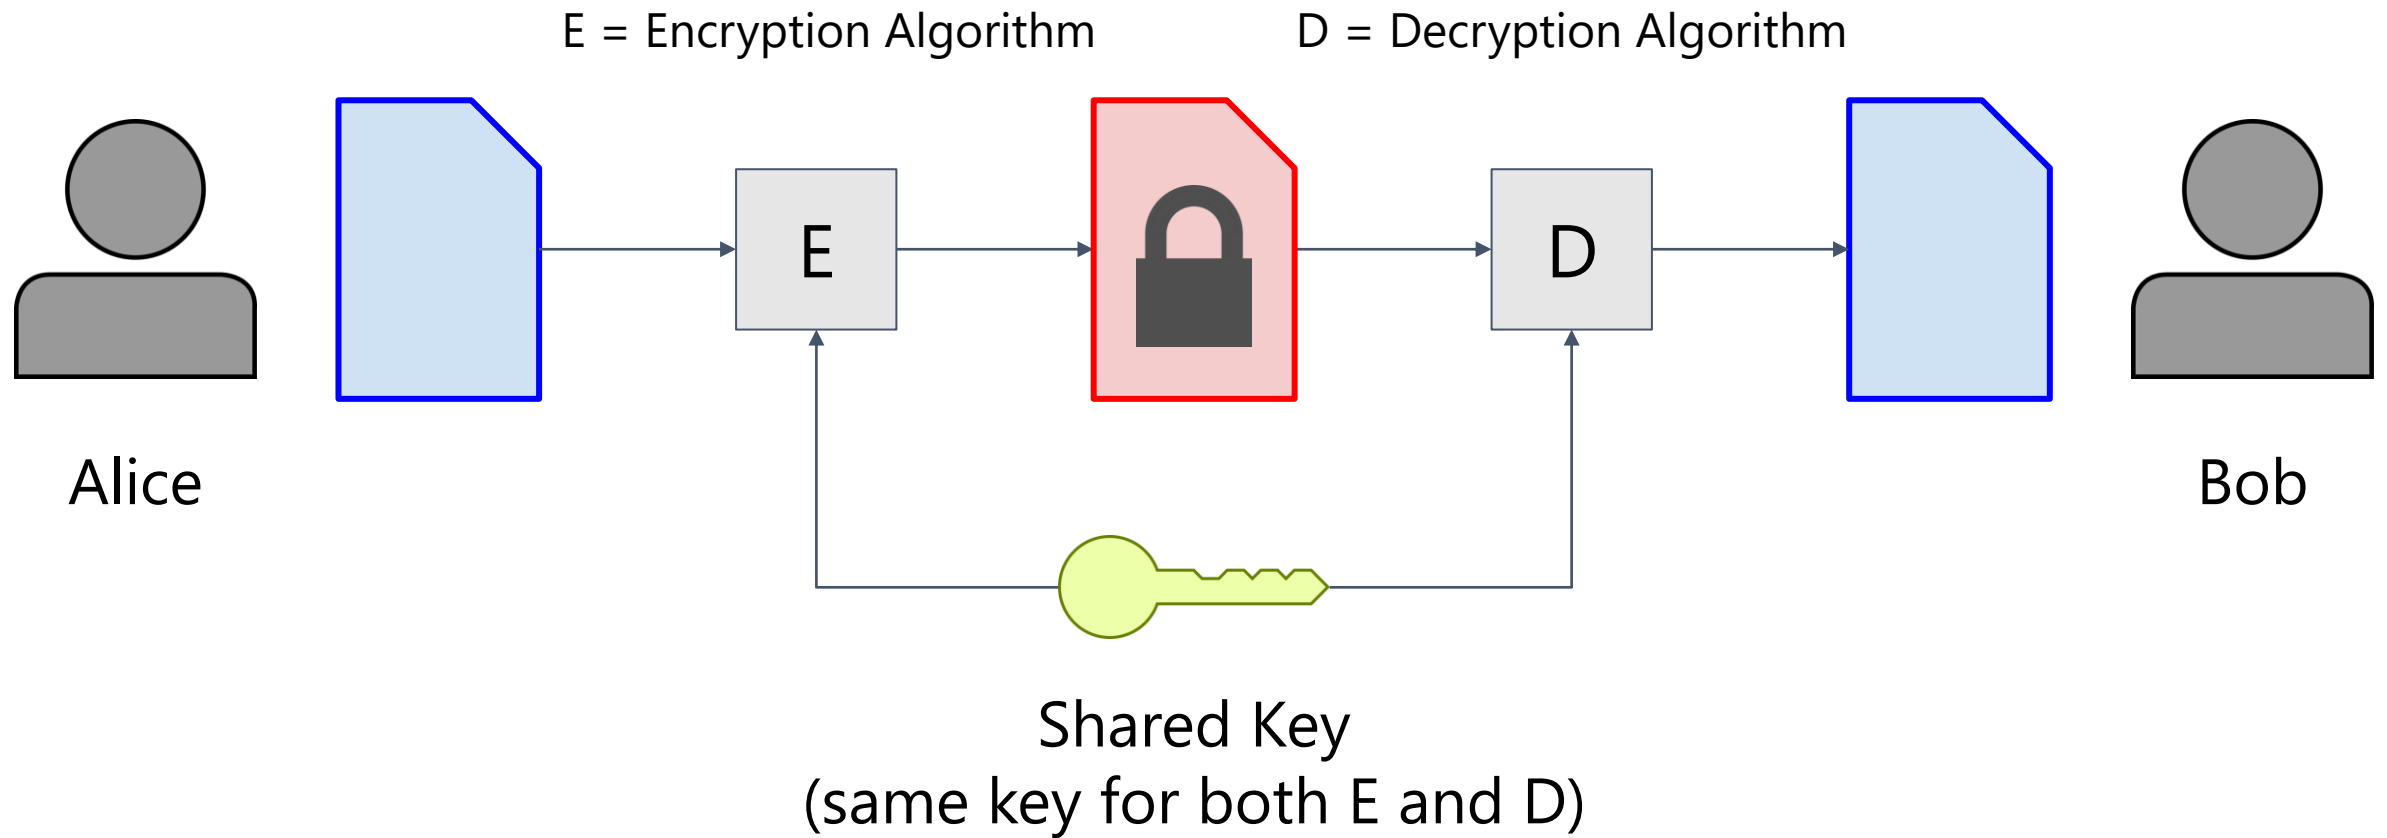 E = Encryption Algorithm
D = Decryption Algorithm
E
D
Alice
Bob
Shared Key
(same key for both E and D)